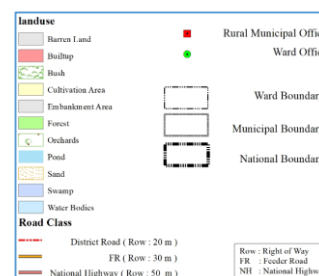 landuse
Barren Land
Builtup
Bush
Cultivation Area
Embankment Area
Forest
Orchards
Pond
Sand
Swamp
Water Bodies
Road Class
District Road ( Row : 20 m )
FR ( Row : 30 m )
National Highway ( Row : 50 m )
Rural Municipal Offic
Ward Offic
Ward Boundar
Municipal Boundar
National Boundar
Row : Right of Way
FR : Feeder Road
NH : National Highw